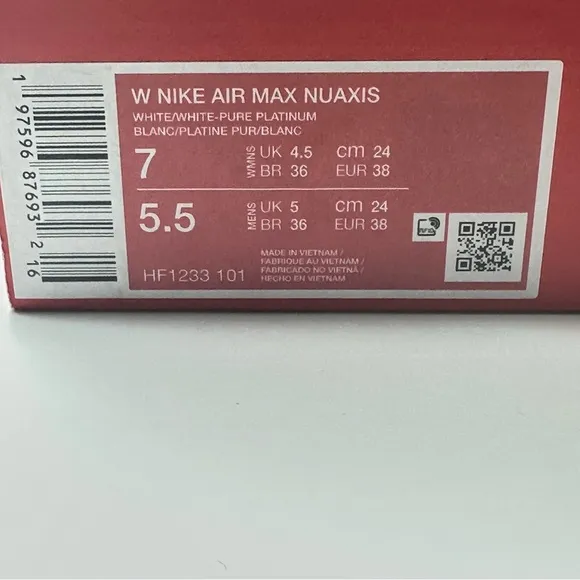 W NIKE AIR MAX NUAXIS
WHITE/WHITE-PURE PLATINUM
BLANC/PLATINE PUR/BLANC
7 WMNS UK 4.5 cm 24
BR 36 EUR 38
5.5 MENS UK 5 cm 24
BR 36 EUR 38
HF1233 101
MADE IN VIETNAM /
FABRIQUE AU VIETNAM /
FABRICADO NO VIETNÃ /
HECHO EN VIETNAM
1 97596 87693 2 16